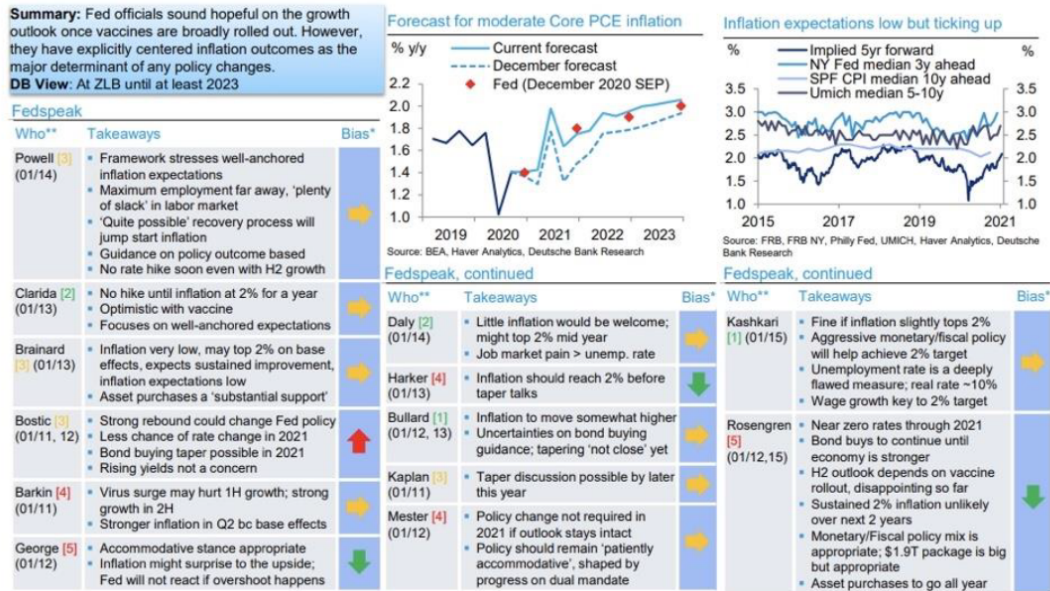 Summary: Fed officials sound hopeful on the growth
outlook once vaccines are broadly rolled out. However,
they have explicitly centered inflation outcomes as the
major determinant of any policy changes.
DB View: At ZLB until at least 2023
Fedspeak
Who** Takeaways Bias*
Powell [3]
(01/14)
▪ Framework stresses well-anchored
inflation expectations
▪ Maximum employment far away, 'plenty
of slack' in labor market
▪ 'Quite possible' recovery process will
jump start inflation
▪ Guidance on policy outcome based
▪ No rate hike soon even with H2 growth
Clarida [2]
(01/13)
▪ No hike until inflation at 2% for a year
▪ Optimistic with vaccine
▪ Focuses on well-anchored expectations
Brainard
[3] (01/13)
▪ Inflation very low, may top 2% on base
effects, expects sustained improvement,
inflation expectations low
▪ Asset purchases a 'substantial support'
Bostic [3]
(01/11, 12)
▪ Strong rebound could change Fed policy
▪ Less chance of rate change in 2021
▪ Bond buying taper possible in 2021
▪ Rising yields not a concern
Barkin [4]
(01/11)
▪ Virus surge may hurt 1H growth; strong
growth in 2H
▪ Stronger inflation in Q2 bc base effects
George [5]
(01/12)
▪ Accommodative stance appropriate
▪ Inflation might surprise to the upside;
Fed will not react if overshoot happens
Forecast for moderate Core PCE inflation
% y/y
Current forecast
December forecast
Fed (December 2020 SEP)
2.2
2.0
1.8
1.6
1.4
1.2
1.0
2019 2020 2021 2022 2023
Source: BEA, Haver Analytics, Deutsche Bank Research
Fedspeak, continued
Who** Takeaways Bias*
Daly [2]
(01/14)
▪ Little inflation would be welcome;
might top 2% mid year
▪ Job market pain > unemp. rate
Harker [4]
(01/13)
▪ Inflation should reach 2% before
taper talks
Bullard [1]
(01/12, 13)
▪ Inflation to move somewhat higher
▪ Uncertainties on bond buying
guidance; tapering 'not close' yet
Kaplan [3]
(01/11)
▪ Taper discussion possible by later
this year
Mester [4]
(01/12)
▪ Policy change not required in
2021 if outlook stays intact
▪ Policy should remain 'patiently
accommodative', shaped by
progress on dual mandate
Inflation expectations low but ticking up
% %
Implied 5yr forward
NY Fed median 3y ahead
SPF CPI median 10y ahead
Umich median 5-10y
3.5 3.5
3.0 3.0
2.5 2.5
2.0 2.0
1.5 1.5
1.0 1.0
2015 2017 2019 2021
Source: FRB, FRB NY, Philly Fed, UMICH, Haver Analytics, Deutsche
Bank Research
Fedspeak, continued
Who** Takeaways Bias*
Kashkari
[1] (01/15)
▪ Fine if inflation slightly tops 2%
▪ Aggressive monetary/fiscal policy
will help achieve 2% target
▪ Unemployment rate is a deeply
flawed measure; real rate ~10%
▪ Wage growth key to 2% target
Rosengren
[5]
(01/12,15)
▪ Near zero rates through 2021
▪ Bond buys to continue until
economy is stronger
▪ H2 outlook depends on vaccine
rollout, disappointing so far
▪ Sustained 2% inflation unlikely
over next 2 years
▪ Monetary/Fiscal policy mix is
appropriate; $1.9T package is big
but appropriate
▪ Asset purchases to go all year